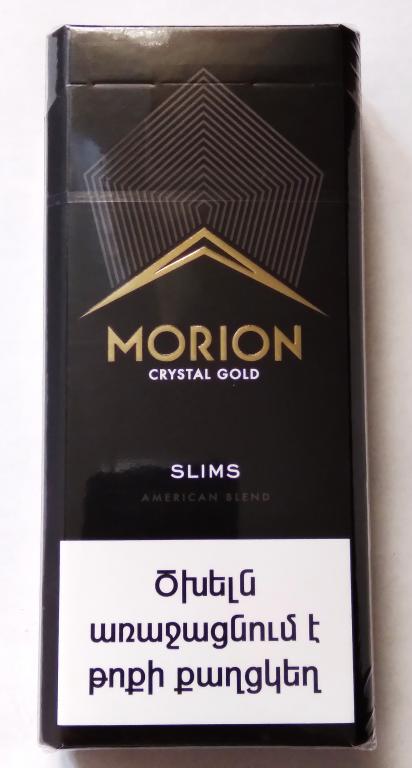 MORION
CRYSTAL GOLD
SLIMS
AMERICAN BLEND
Ծխելն
առաջացնում է
թոքի քաղցկեղ